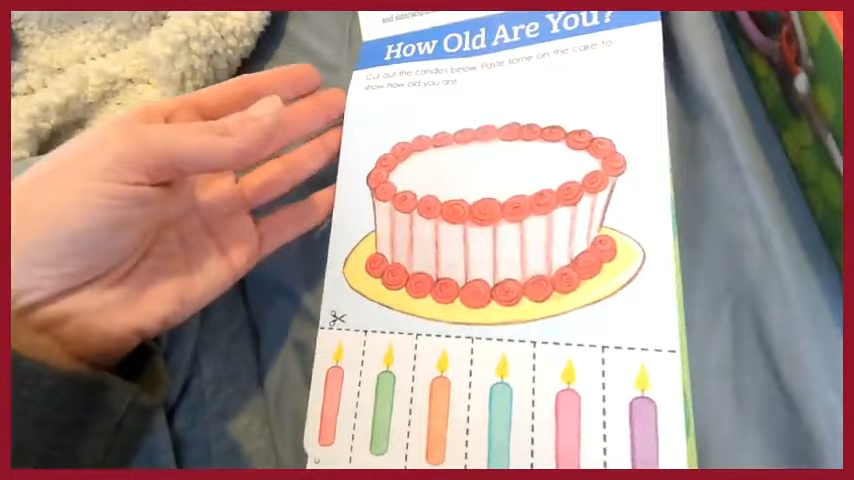 and subtrac
How Old Are You?
Cut out the candles below. Paste some on the cake to
show how old you are.